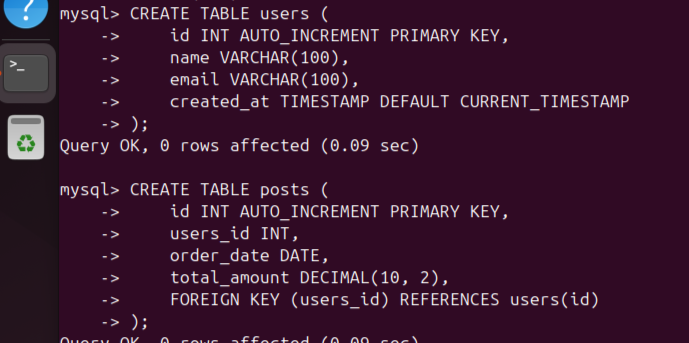 ?
mysql> CREATE TABLE users (
    ->     id INT AUTO_INCREMENT PRIMARY KEY,
    ->     name VARCHAR(100),
    ->     email VARCHAR(100),
    ->     created_at TIMESTAMP DEFAULT CURRENT_TIMESTAMP
    -> );
>_
Query OK, 0 rows affected (0.09 sec)

mysql> CREATE TABLE posts (
    ->     id INT AUTO_INCREMENT PRIMARY KEY,
    ->     users_id INT,
    ->     order_date DATE,
    ->     total_amount DECIMAL(10, 2),
    ->     FOREIGN KEY (users_id) REFERENCES users(id)
    -> );
Query OK, 0 rows affected (0.09 sec)